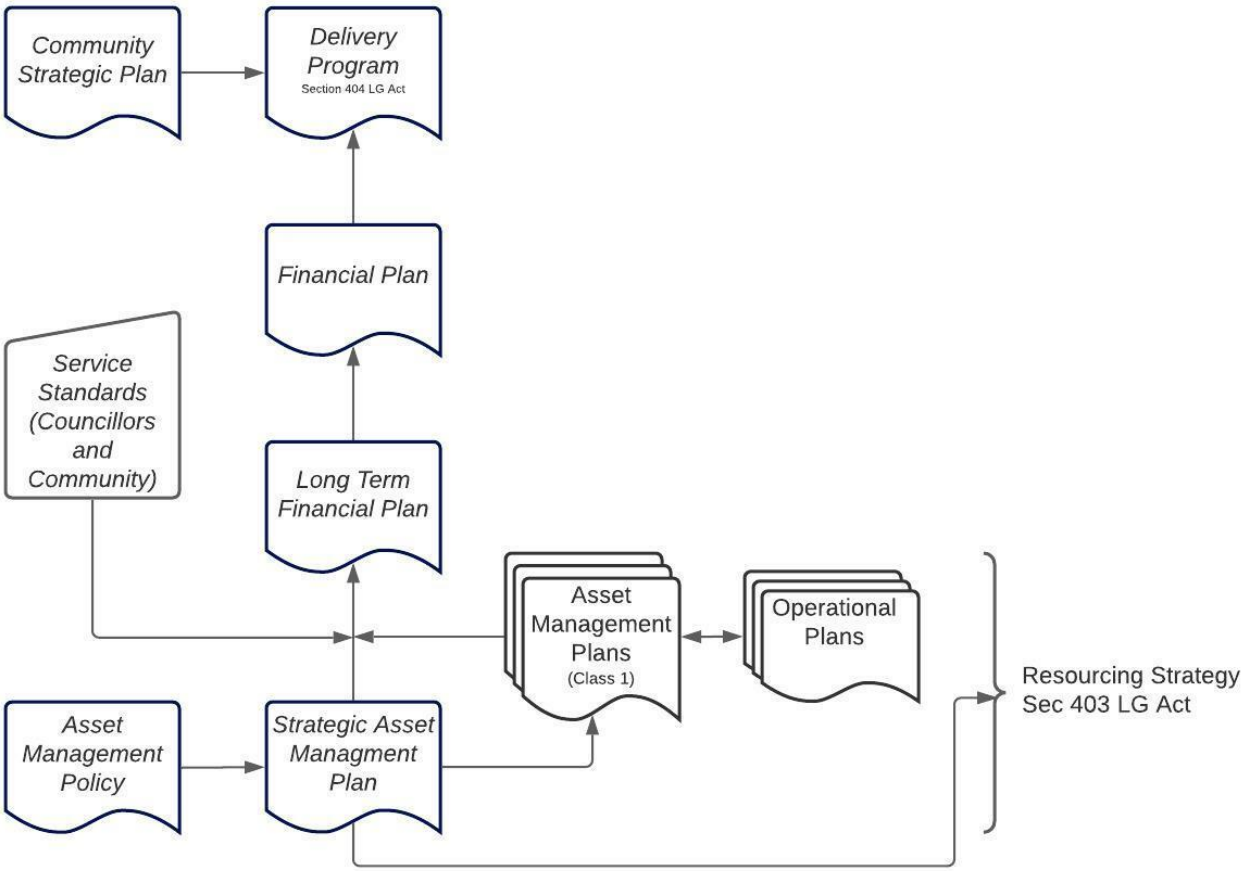 Community
Strategic Plan
Delivery
Program
Section 404 LG Act
Financial Plan
Service
Standards
(Councillors
and
Community)
Long Term
Financial Plan
Asset
Management
Plans
(Class 1)
Operational
Plans
Resourcing Strategy
Sec 403 LG Act
Asset
Management
Policy
Strategic Asset
Managment
Plan